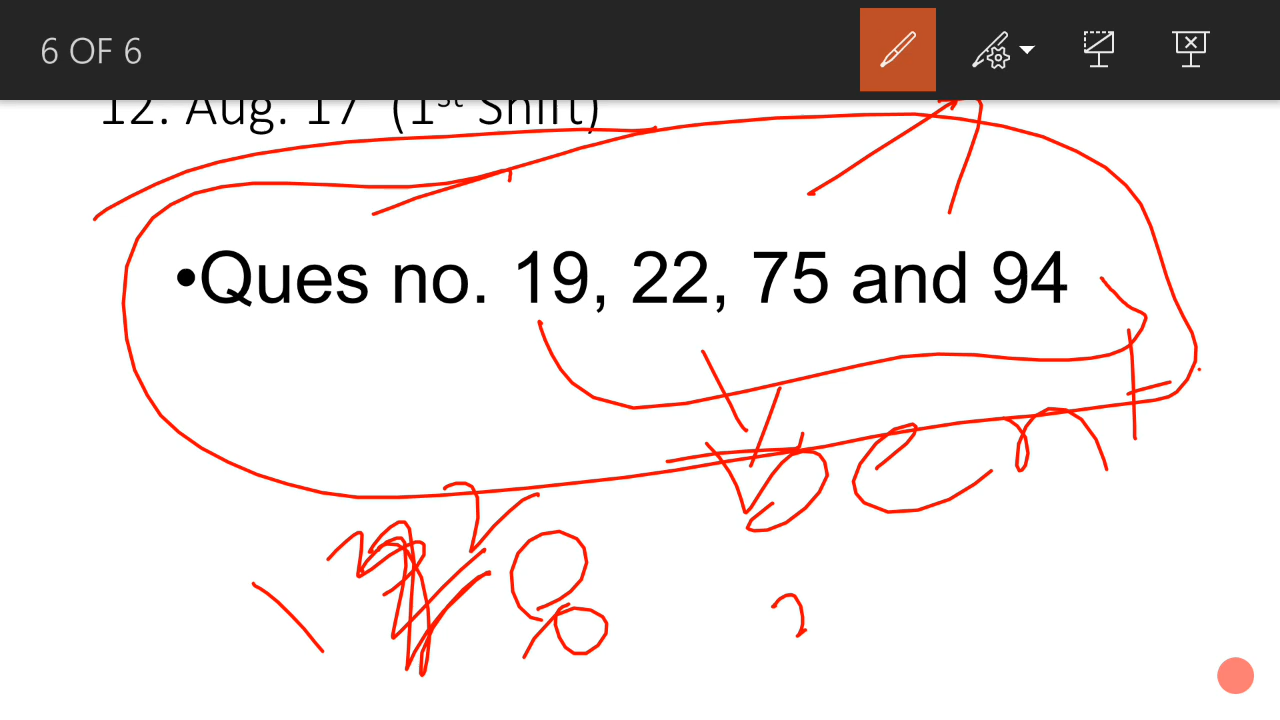 6 OF 6
12. Aug. 17 (1st Shift)
•Ques no. 19, 22, 75 and 94